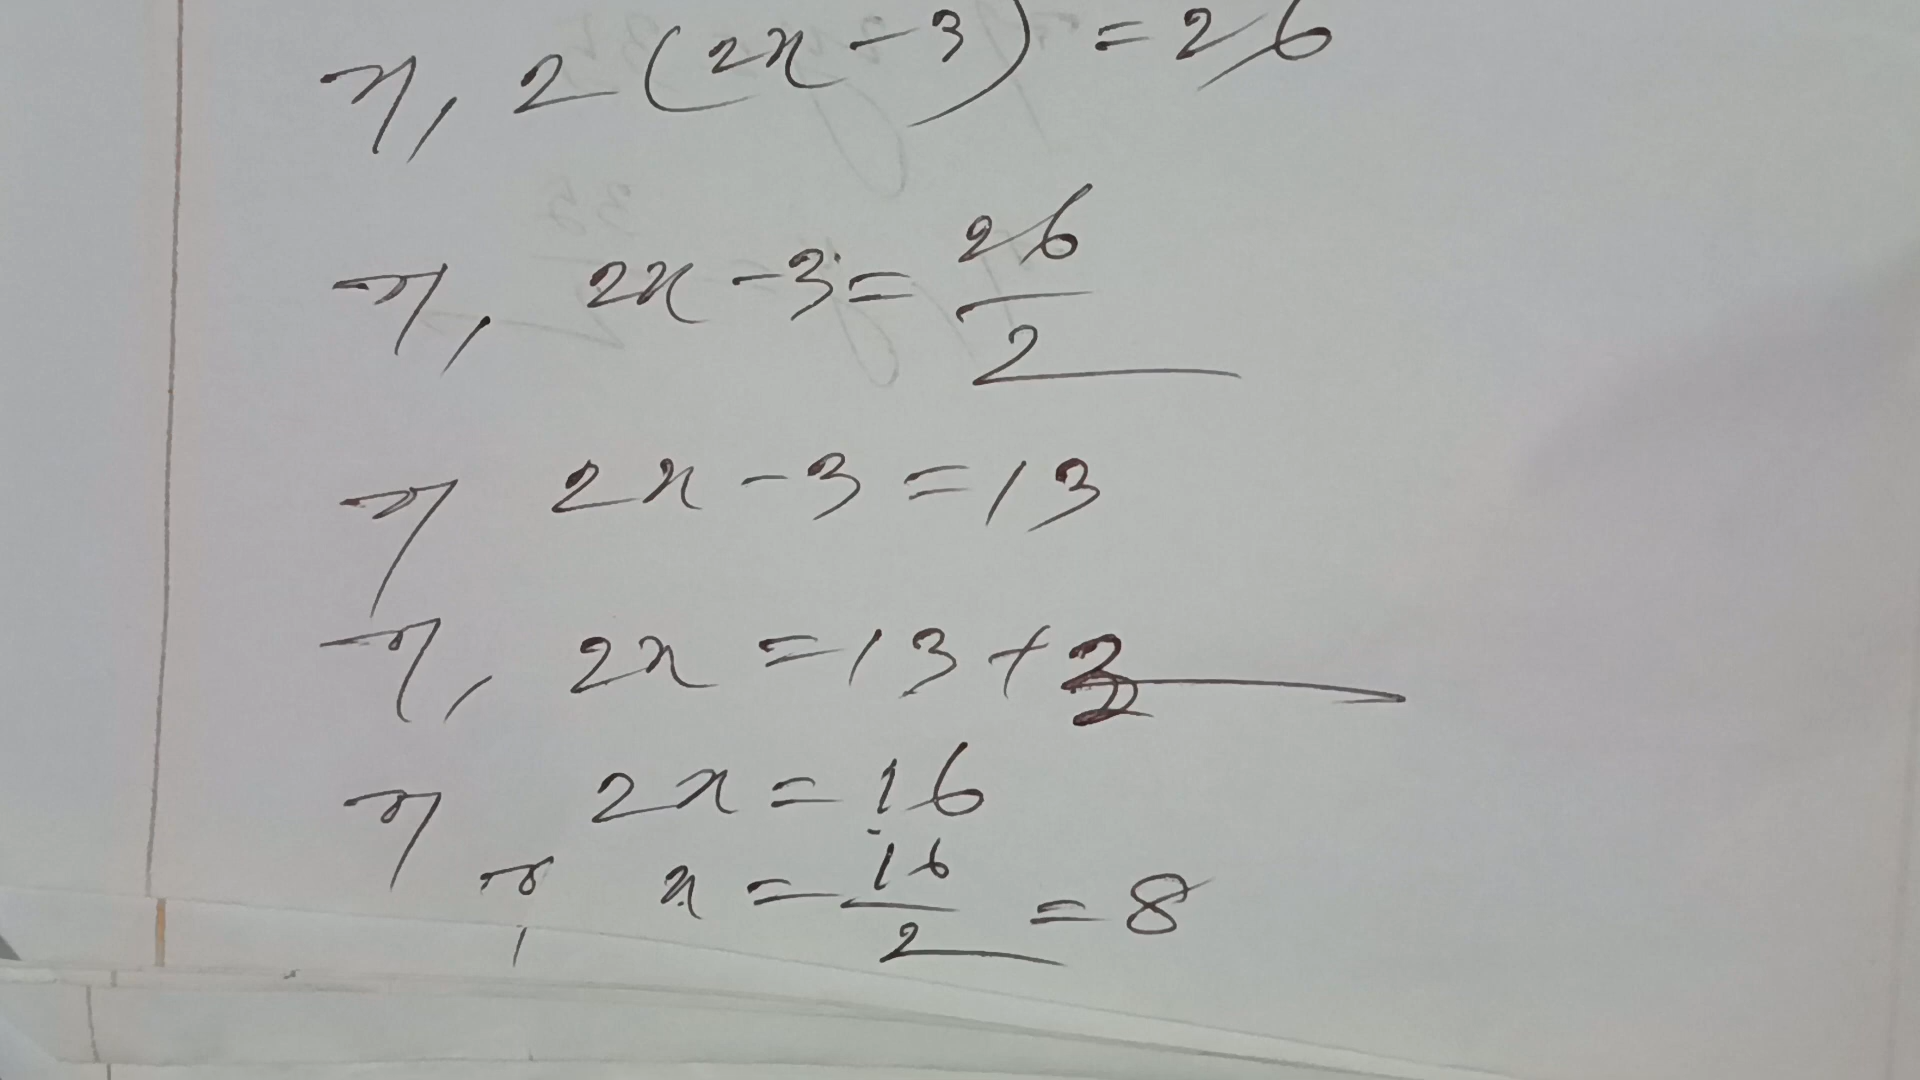 વા, 2(2x-3) = 26
વા, 2x-3 = 26/2
વા 2x-3 = 13
વા, 2x = 13+3
વા 2x = 16
વા, x = 16/2 = 8